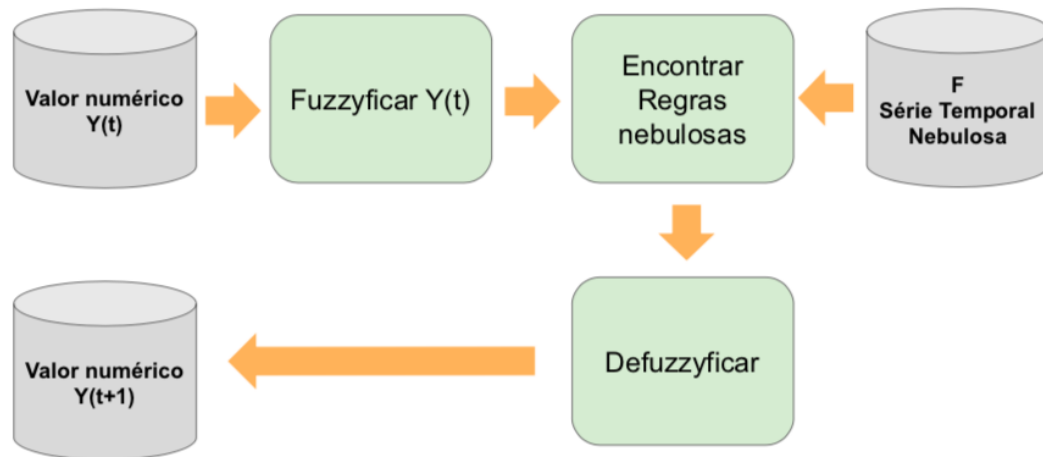 Valor numérico
Y(t)
Fuzzyficar Y(t)
Encontrar
Regras
nebulosas
F
Série Temporal
Nebulosa
Defuzzyficar
Valor numérico
Y(t+1)